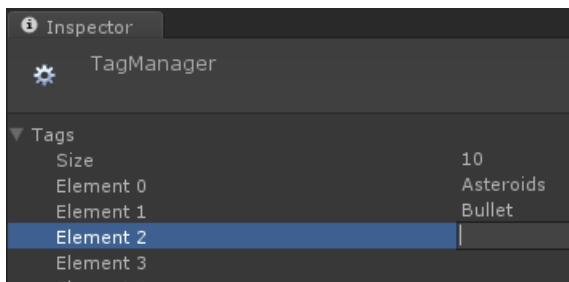 Inspector
TagManager
Tags
Size 10
Element 0 Asteroids
Element 1 Bullet
Element 2
Element 3